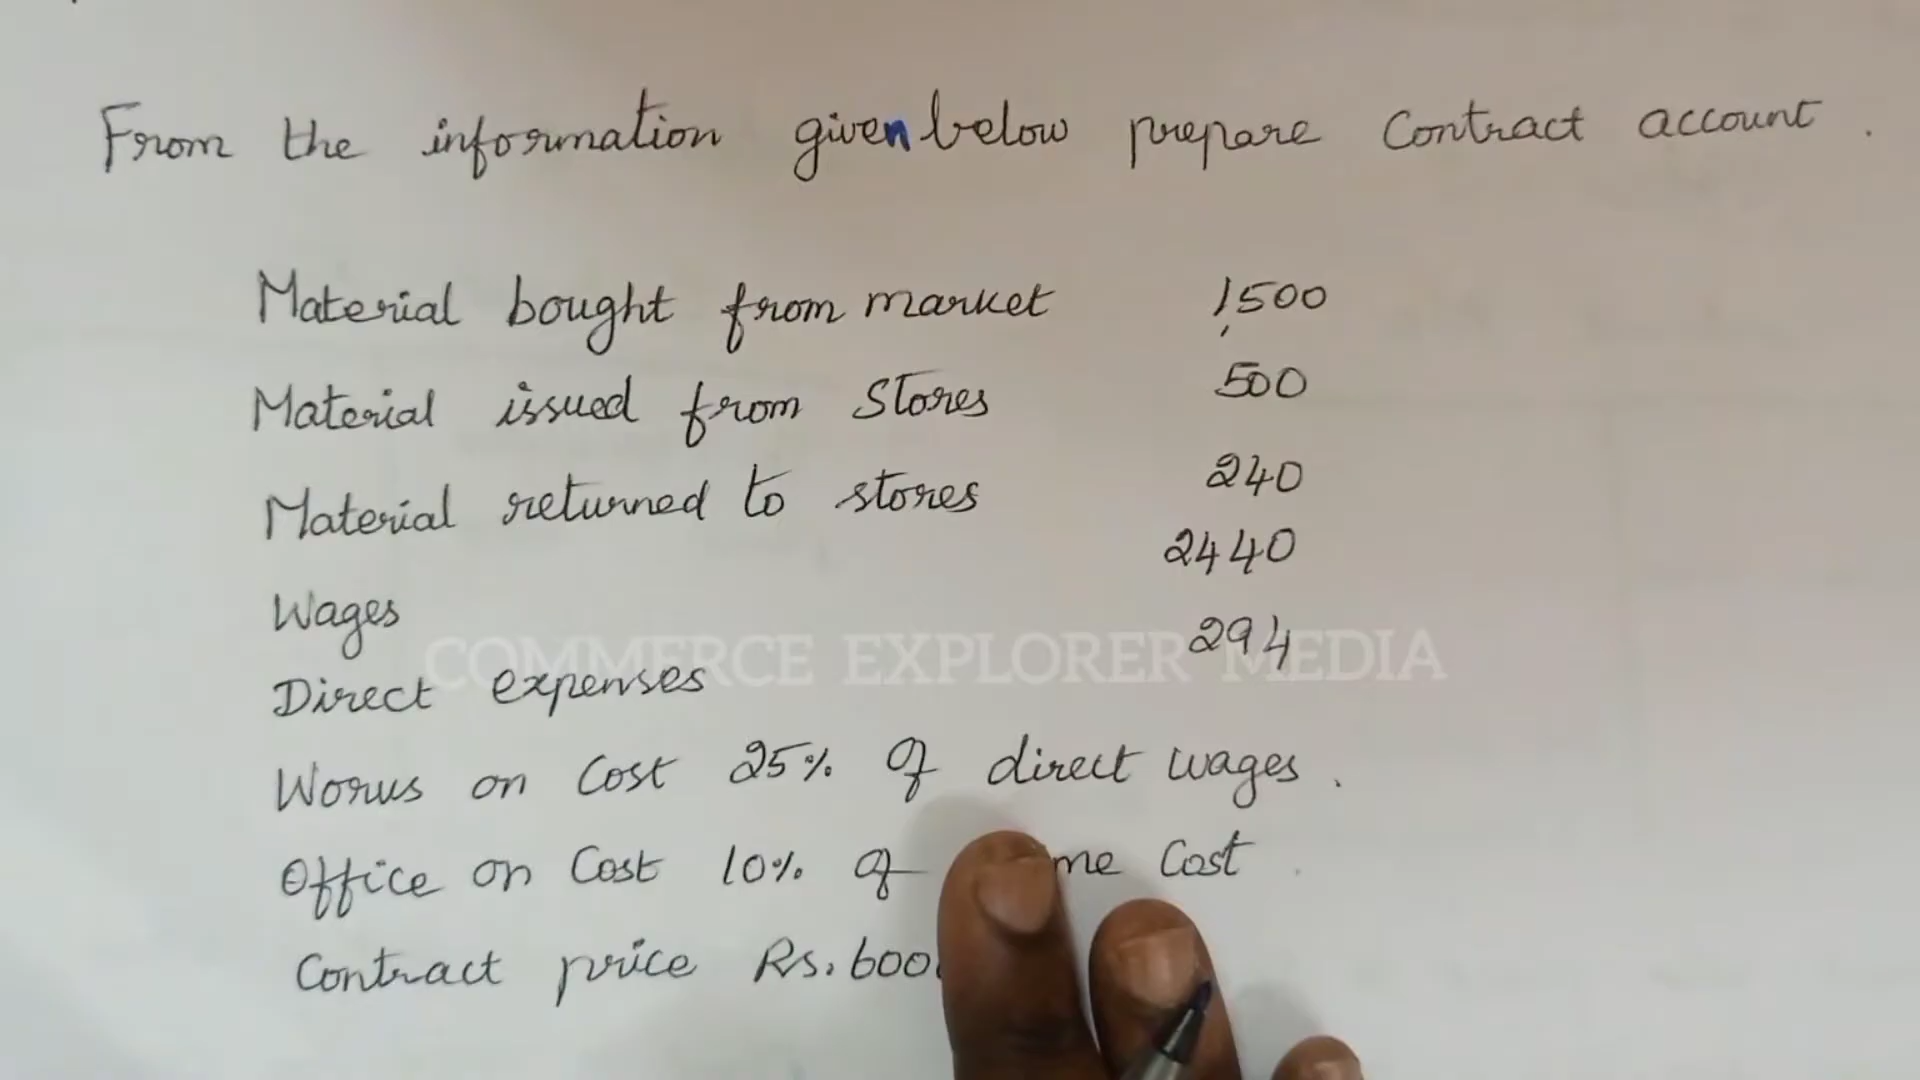 From the information given below prepare Contract account.
Material bought from market 1,500
Material issued from Stores 500
Material returned to stores 240
Wages 2440
Direct expenses 294
COMMERCE EXPLORER MEDIA
Works on Cost 25% of direct wages.
Office on Cost 10% of Cost
Contract price Rs.